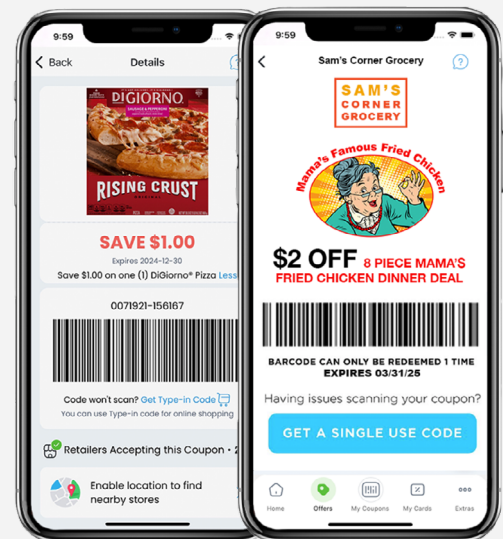 9:59
Back
Details
DIGIORNO
SAUSAGE & PEPPERONI
RISING CRUST
ORIGINAL
SAVE $1.00
Expires 2024-12-30
Save $1.00 on one (1) DiGiorno® Pizza Less
0071921-156167
Code won't scan? Get Type-in Code
You can use Type-in code for online shopping
Retailers Accepting this Coupon • 2
Enable location to find
nearby stores
9:59
Sam's Corner Grocery
?
SAM'S
CORNER
GROCERY
Mama's Famous Fried Chicken
$2 OFF 8 PIECE MAMA'S
FRIED CHICKEN DINNER DEAL
BARCODE CAN ONLY BE REDEEMED 1 TIME
EXPIRES 03/31/25
Having issues scanning your coupon?
GET A SINGLE USE CODE
Home
Offers
My Coupons
My Cards
Extras